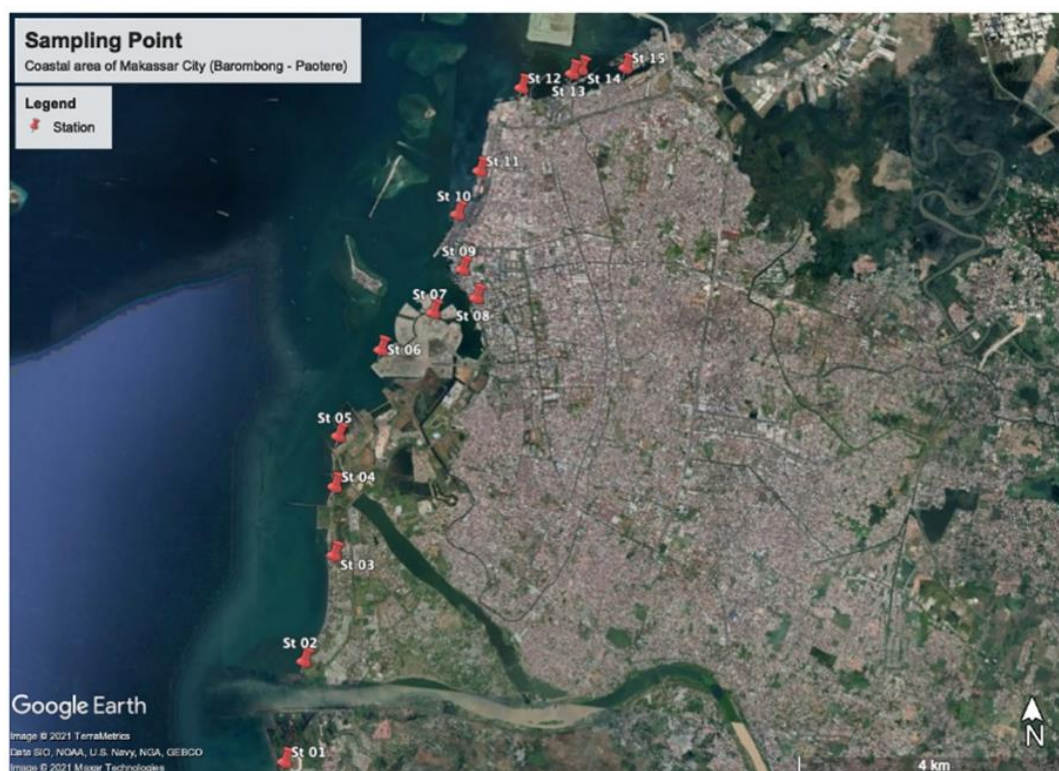 Sampling Point
Coastal area of Makassar City (Barombong - Paotere)
Legend
Station
St 15
St 12
St 14
St 13
St 11
St 10
St 09
St 07
St 08
St 06
St 05
St 04
St 03
St 02
Google Earth
Image © 2021 TerraMetrics
Data SIO, NOAA, U.S. Navy, NGA, GEBCO
Image © 2021 Maxar Technologies
St 01
N
4 km